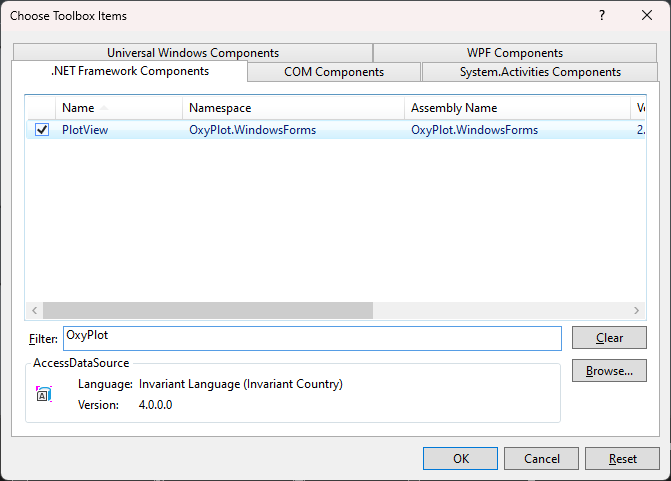 Choose Toolbox Items
?
Universal Windows Components WPF Components
.NET Framework Components COM Components System.Activities Components
Name Namespace Assembly Name
PlotView OxyPlot.WindowsForms OxyPlot.WindowsForms 2.
Filter: OxyPlot Clear
AccessDataSource Browse...
Language: Invariant Language (Invariant Country)
A
Version: 4.0.0.0
OK Cancel Reset